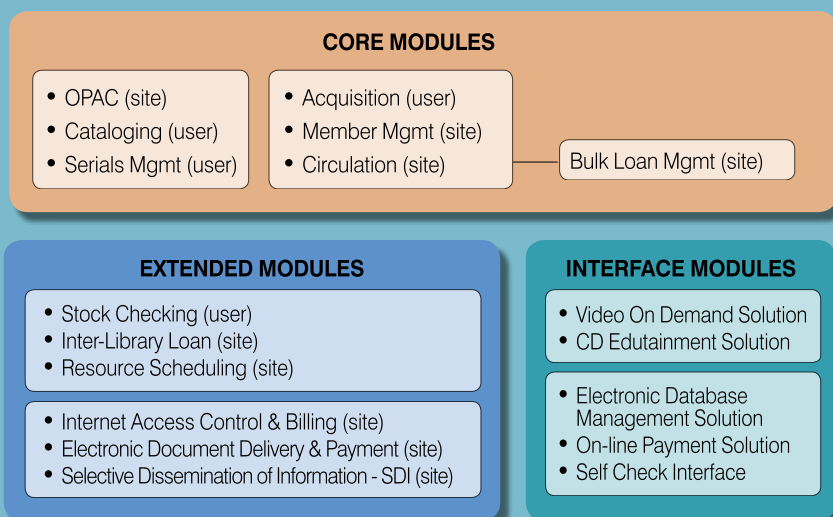 CORE MODULES
• OPAC (site)
• Cataloging (user)
• Serials Mgmt (user)
• Acquisition (user)
• Member Mgmt (site)
• Circulation (site)
Bulk Loan Mgmt (site)
EXTENDED MODULES
• Stock Checking (user)
• Inter-Library Loan (site)
• Resource Scheduling (site)
• Internet Access Control & Billing (site)
• Electronic Document Delivery & Payment (site)
• Selective Dissemination of Information - SDI (site)
INTERFACE MODULES
• Video On Demand Solution
• CD Edutainment Solution
• Electronic Database
Management Solution
• On-line Payment Solution
• Self Check Interface